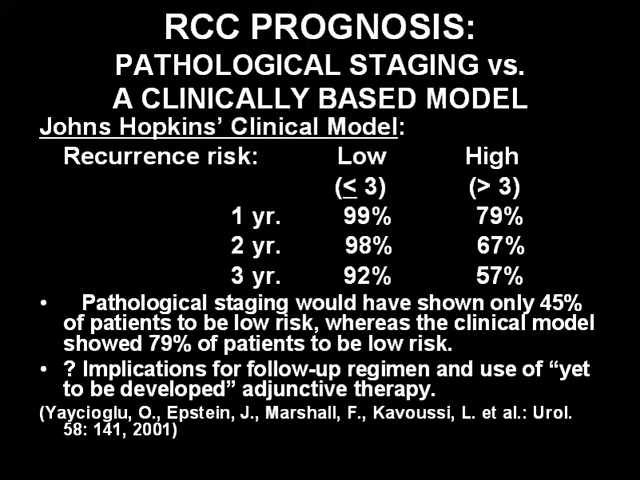 RCC PROGNOSIS:
PATHOLOGICAL STAGING vs.
A CLINICALLY BASED MODEL
Johns Hopkins’ Clinical Model:
Recurrence risk: Low High
(≤ 3) (> 3)
1 yr. 99% 79%
2 yr. 98% 67%
3 yr. 92% 57%
• Pathological staging would have shown only 45%
of patients to be low risk, whereas the clinical model
showed 79% of patients to be low risk.
• ? Implications for follow-up regimen and use of “yet
to be developed” adjunctive therapy.
(Yaycioglu, O., Epstein, J., Marshall, F., Kavoussi, L. et al.: Urol.
58: 141, 2001)